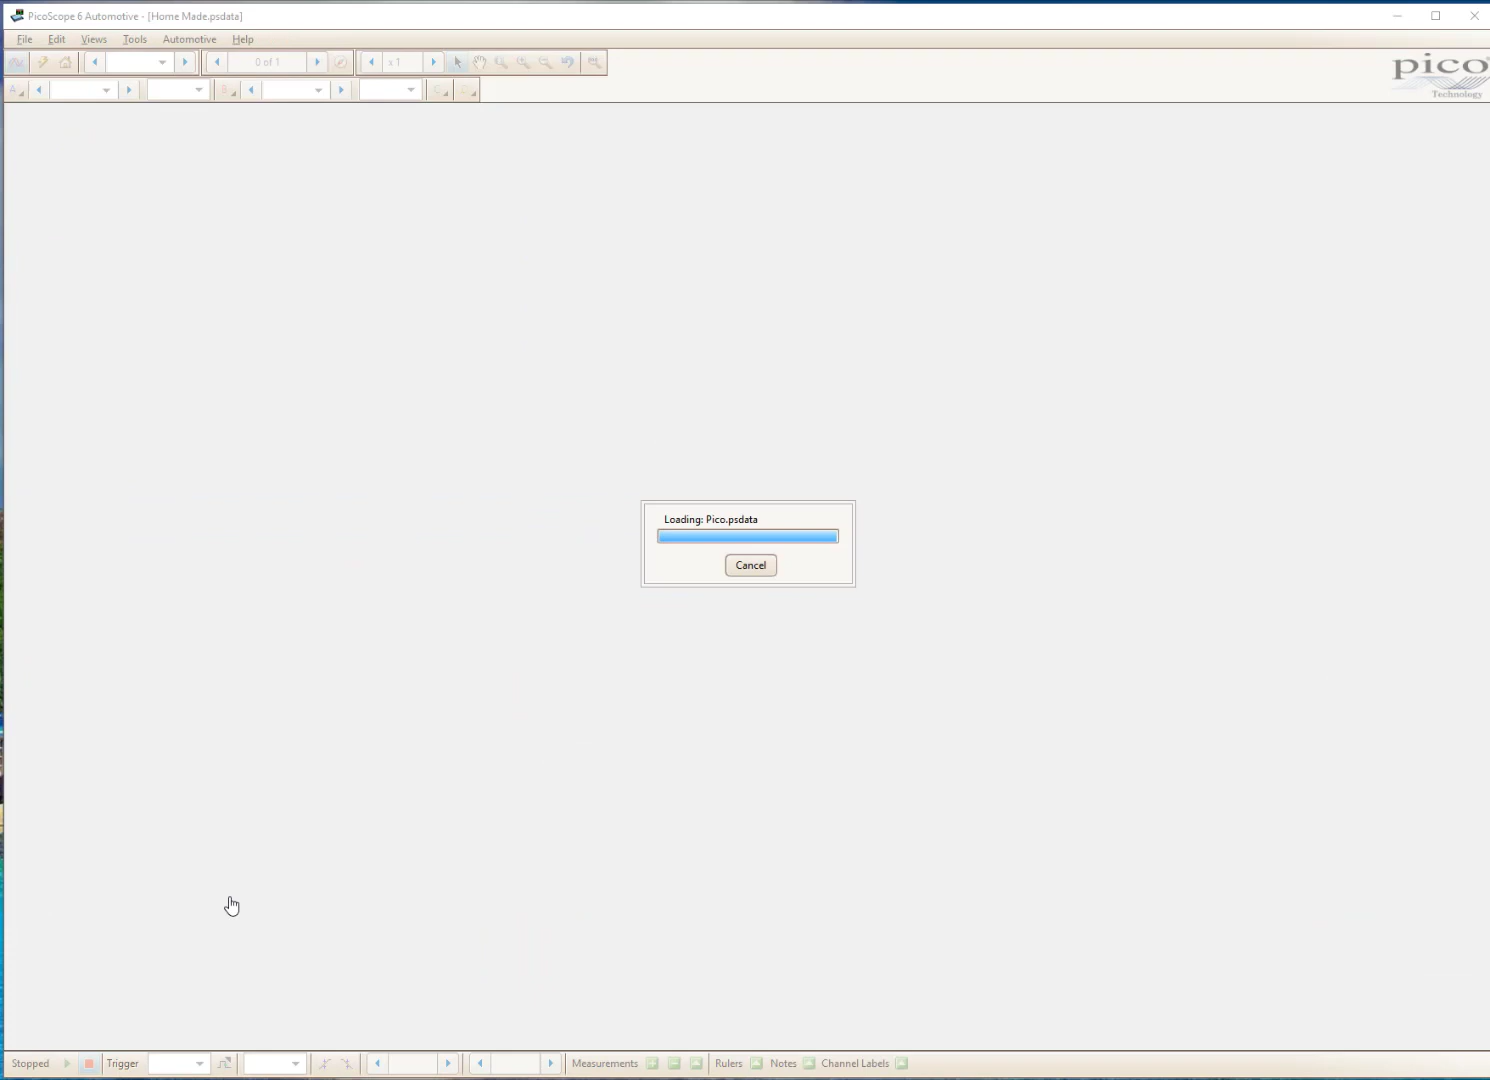 PicoScope 6 Automotive - [Home Made.psdata]
File Edit Views Tools Automotive Help
0 of 1 x 1
pico
Technology
A B C D
Loading: Pico.psdata
Cancel
Stopped Trigger Measurements Rulers Notes Channel Labels